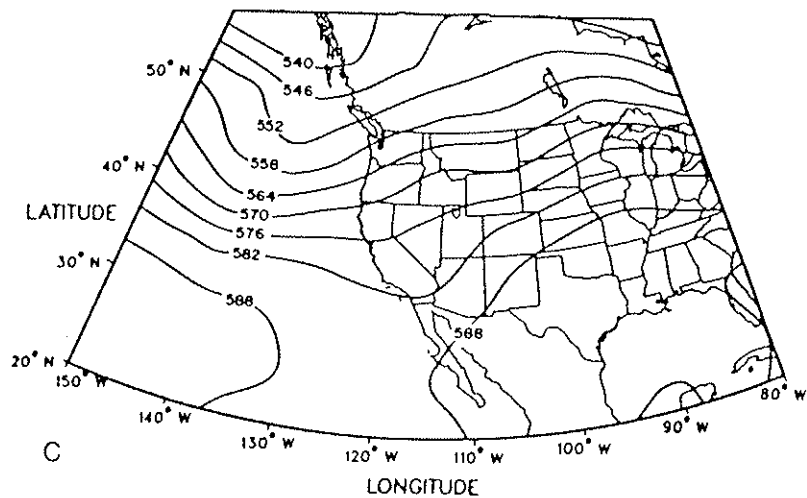 540
50° N
546
552
558
40° N
564
LATITUDE
570
576
582
30° N
588
588
20° N
150° W
80° W
140° W
90° W
130° W
100° W
120° W
110° W
C
LONGITUDE